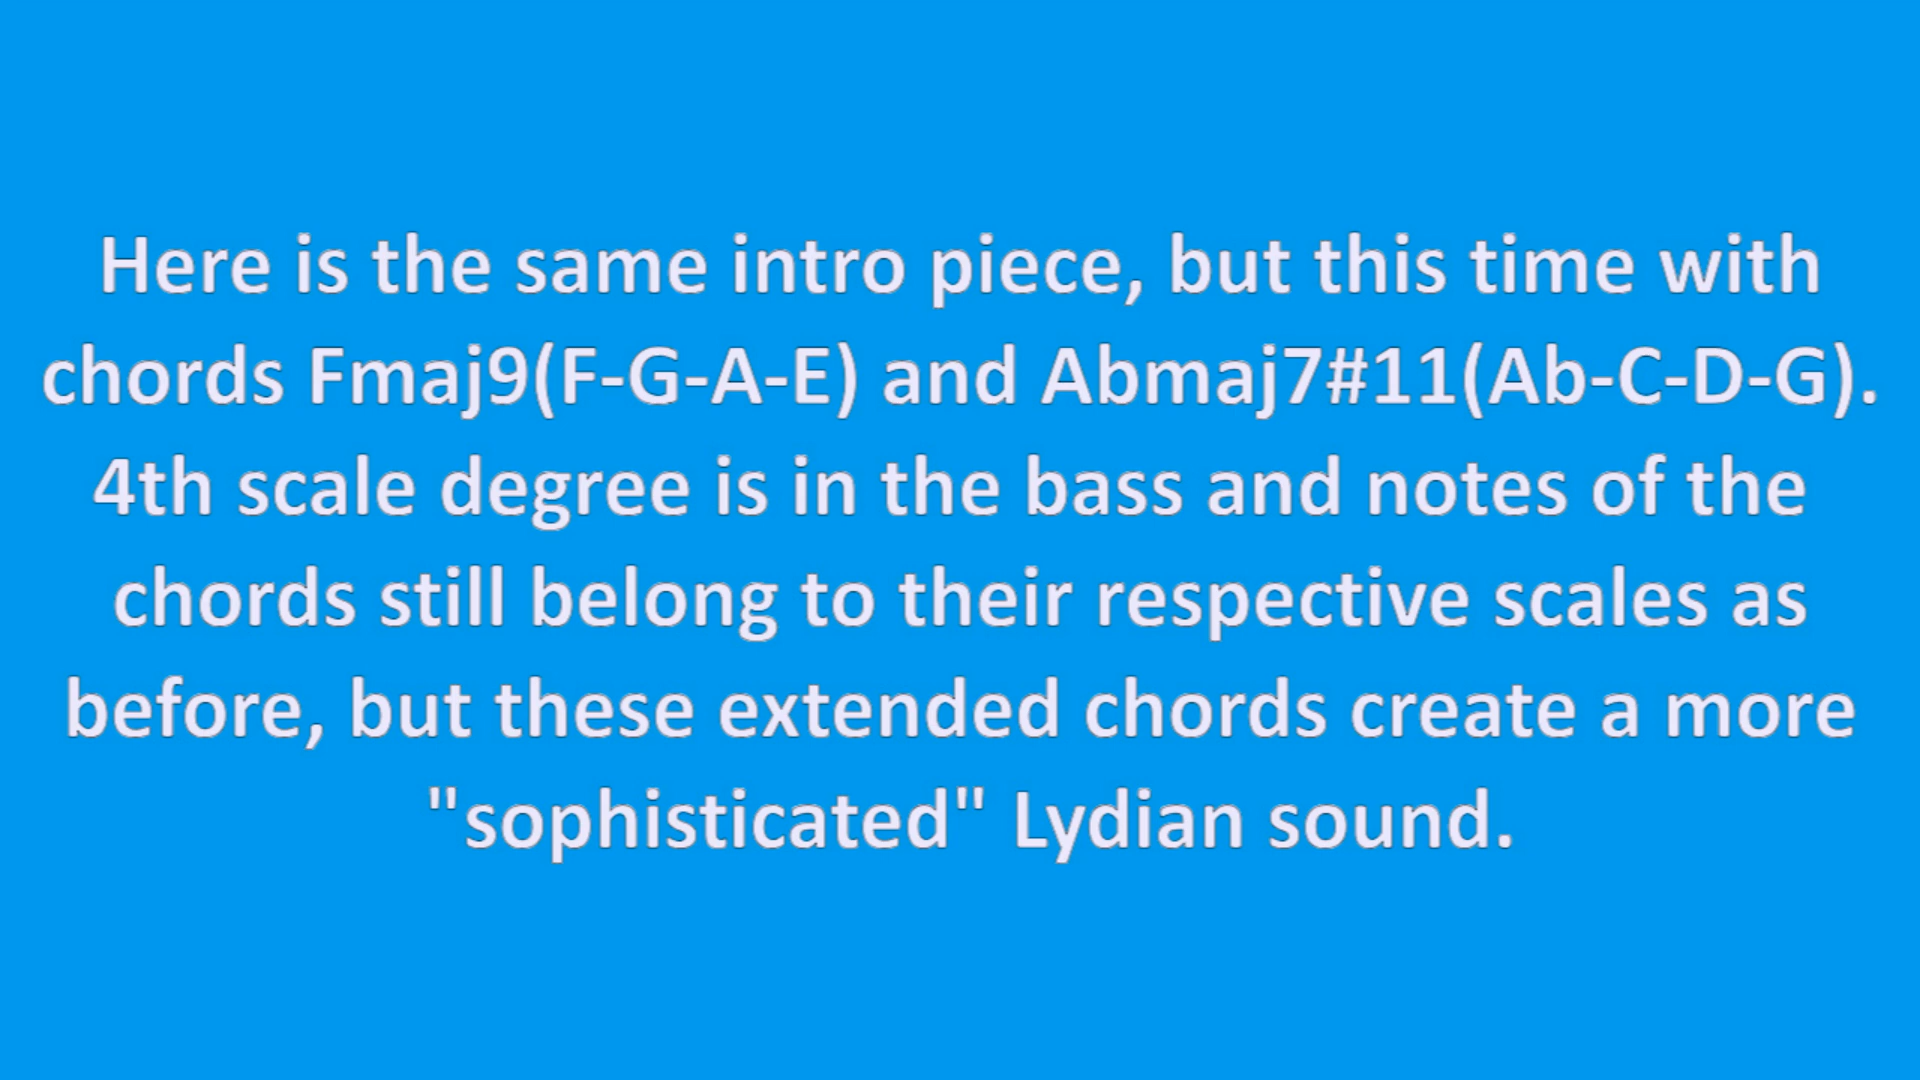 Here is the same intro piece, but this time with
chords Fmaj9(F-G-A-E) and Abmaj7#11(Ab-C-D-G).
4th scale degree is in the bass and notes of the
chords still belong to their respective scales as
before, but these extended chords create a more
"sophisticated" Lydian sound.